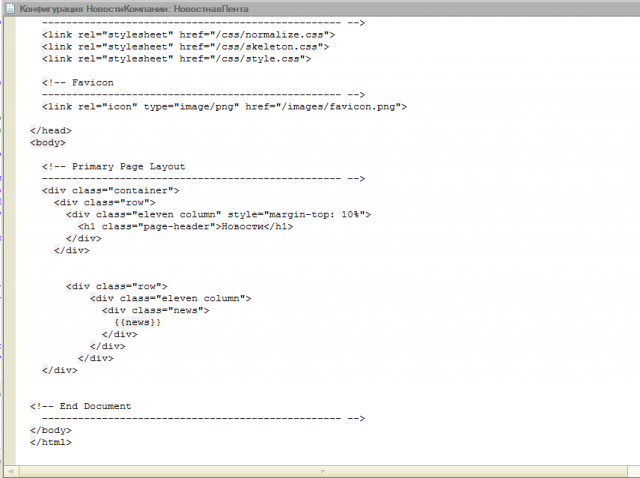 Конфигурация НовостиКомпании: НовостнаяЛента
–––––––––––––––––––––––––––––––––––––––––––––––––– -->
<link rel="stylesheet" href="/css/normalize.css">
<link rel="stylesheet" href="/css/skeleton.css">
<link rel="stylesheet" href="/css/style.css">
<!-- Favicon
–––––––––––––––––––––––––––––––––––––––––––––––––– -->
<link rel="icon" type="image/png" href="/images/favicon.png">
</head>
<body>
<!-- Primary Page Layout
–––––––––––––––––––––––––––––––––––––––––––––––––– -->
<div class="container">
<div class="row">
<div class="eleven column" style="margin-top: 10%">
<h1 class="page-header">Новости</h1>
</div>
</div>
<div class="row">
<div class="eleven column">
<div class="news">
{{news}}
</div>
</div>
</div>
</div>
<!-- End Document
–––––––––––––––––––––––––––––––––––––––––––––––––– -->
</body>
</html>